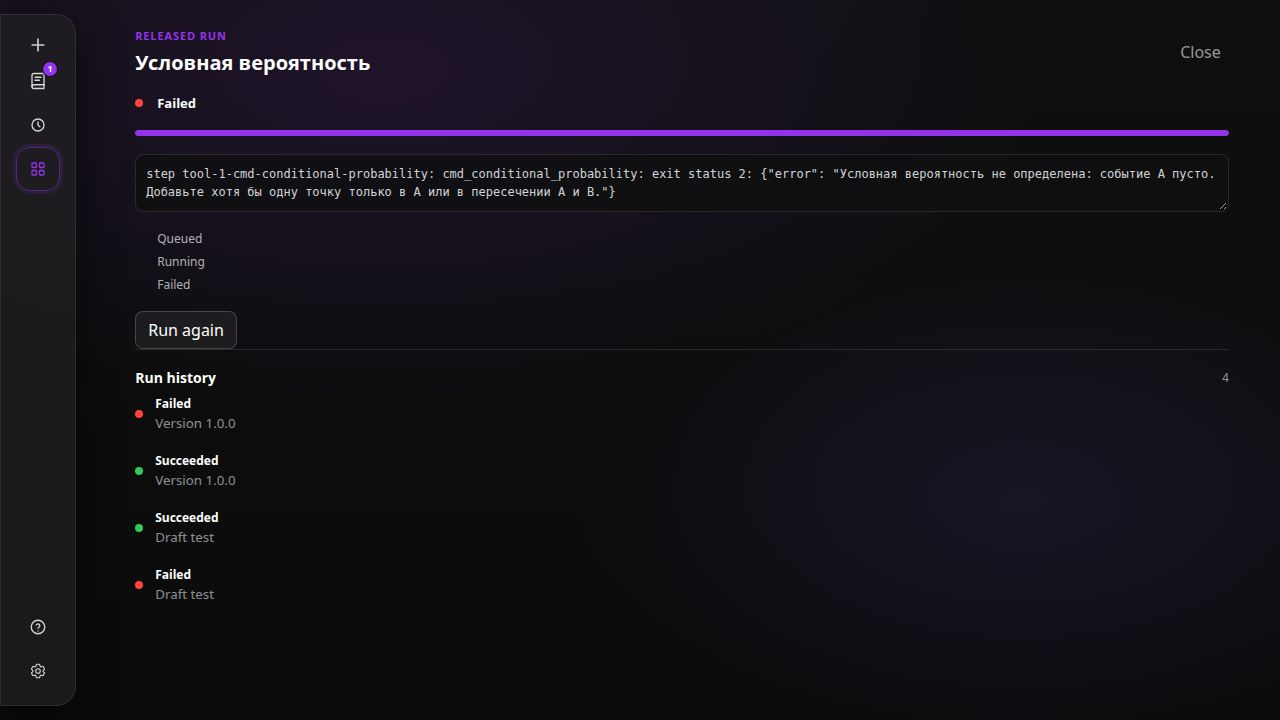 1
RELEASED RUN
Условная вероятность
Close
Failed
step tool-1-cmd-conditional-probability: cmd_conditional_probability: exit status 2: {"error": "Условная вероятность не определена: событие A пусто.
Добавьте хотя бы одну точку только в A или в пересечении A и B."}
Queued
Running
Failed
Run again
Run history
4
Failed
Version 1.0.0
Succeeded
Version 1.0.0
Succeeded
Draft test
Failed
Draft test